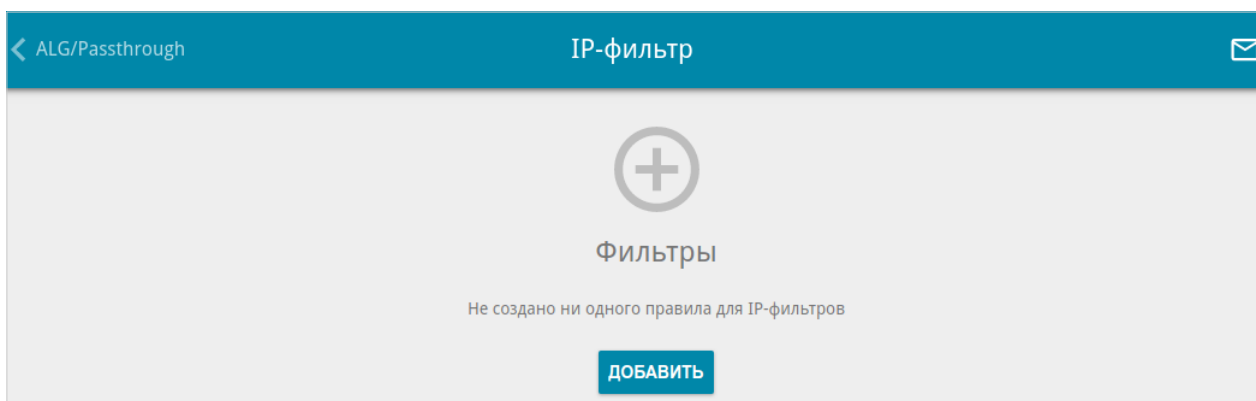 ALG/Passthrough
IP-фильтр
Фильтры
Не создано ни одного правила для IP-фильтров
ДОБАВИТЬ